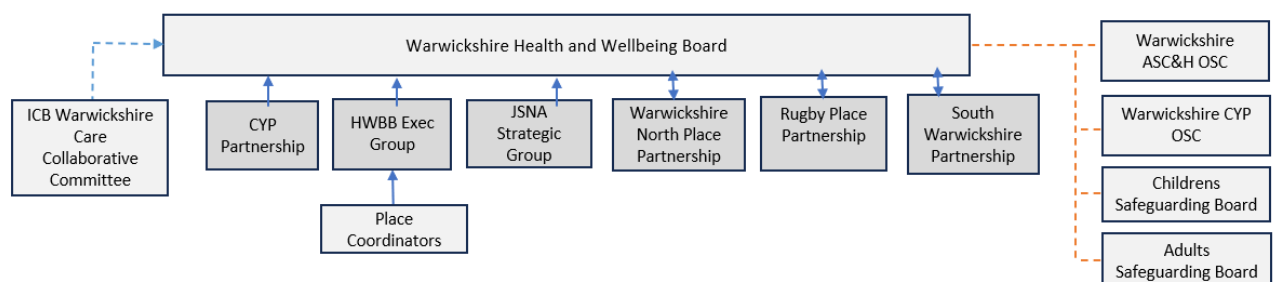 Warwickshire Health and Wellbeing Board
ICB Warwickshire
Care
Collaborative
Committee
CYP
Partnership
HWBB Exec
Group
JSNA
Strategic
Group
Warwickshire
North Place
Partnership
Rugby Place
Partnership
South
Warwickshire
Partnership
Place
Coordinators
Warwickshire
ASC&H OSC
Warwickshire CYP
OSC
Childrens
Safeguarding Board
Adults
Safeguarding Board